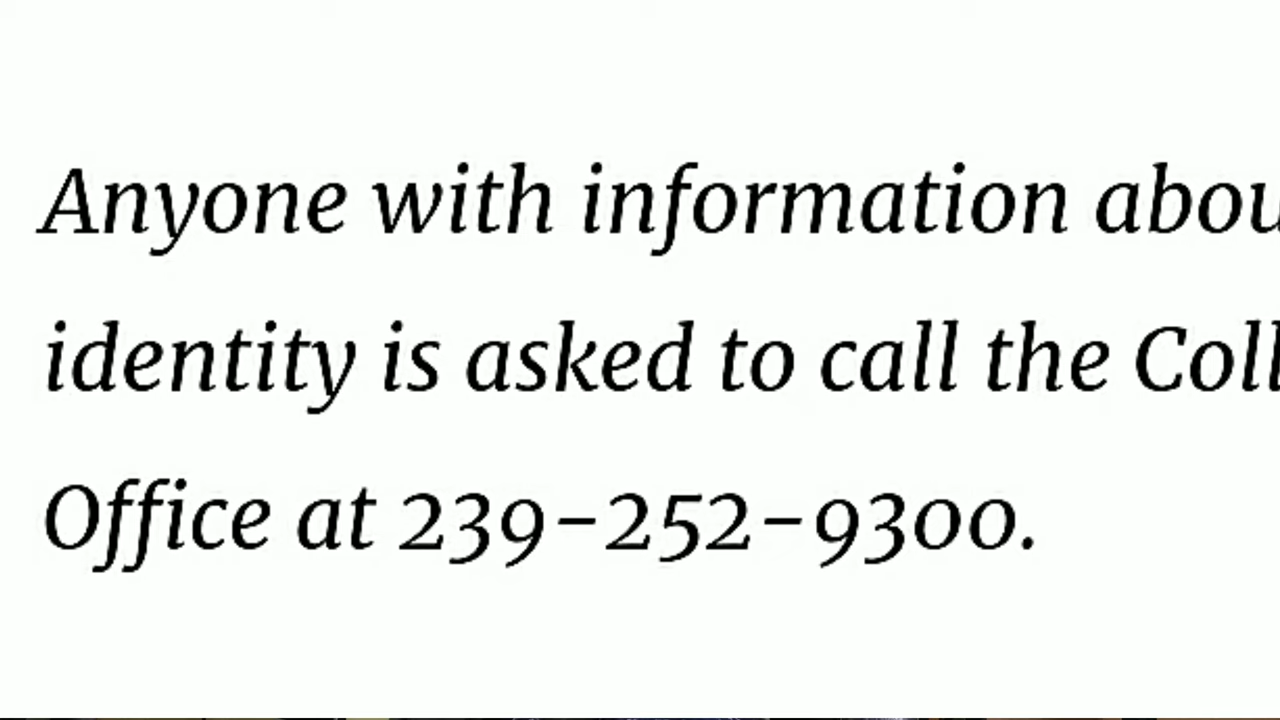 Anyone with information abou
identity is asked to call the Coll
Office at 239-252-9300.